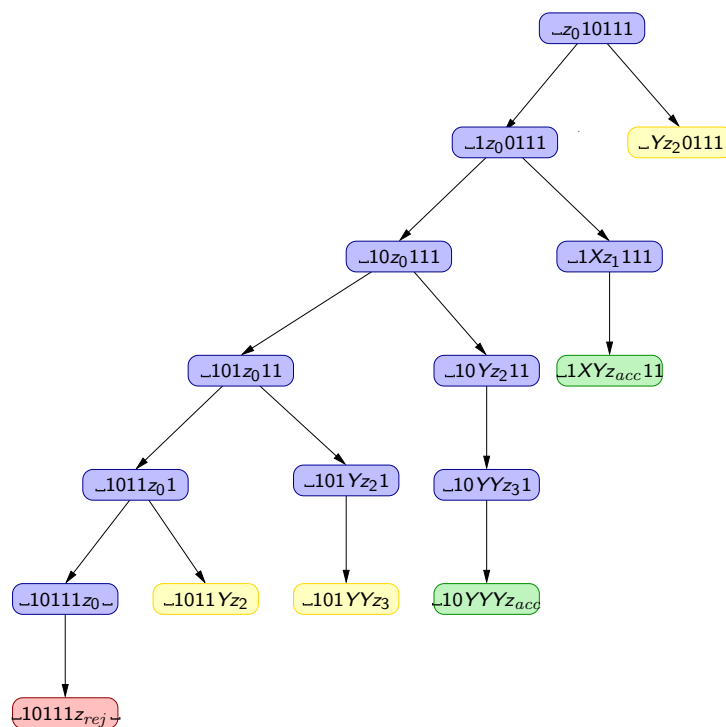 ␣z₀10111
␣1z₀0111
␣Yz₂0111
␣10z₀111
␣1Xz₁111
␣101z₀11
␣10Yz₂11
␣1XYz_acc11
␣1011z₀1
␣101Yz₂1
␣10YYz₃1
␣10111z₀␣
␣1011Yz₂
␣101YYz₃
␣10YYYz_acc
␣10111z_rej␣